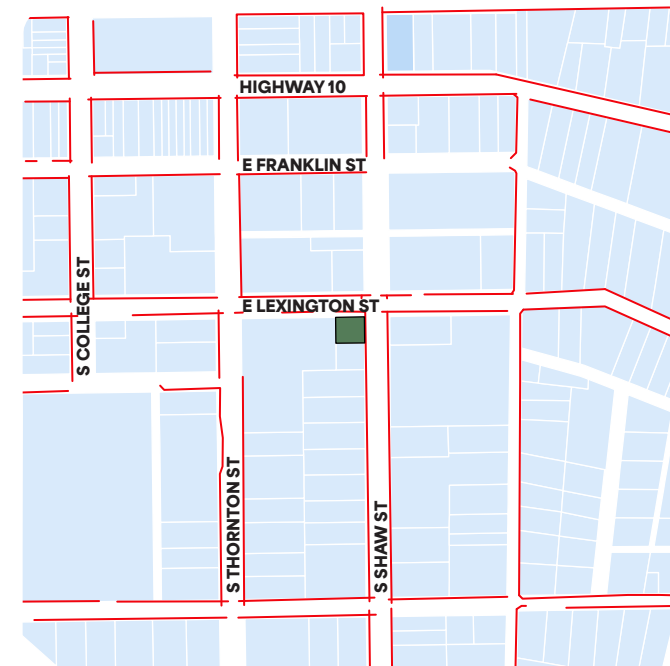 HIGHWAY 10
E FRANKLIN ST
E LEXINGTON ST
S COLLEGE ST
S THORNTON ST
S SHAW ST